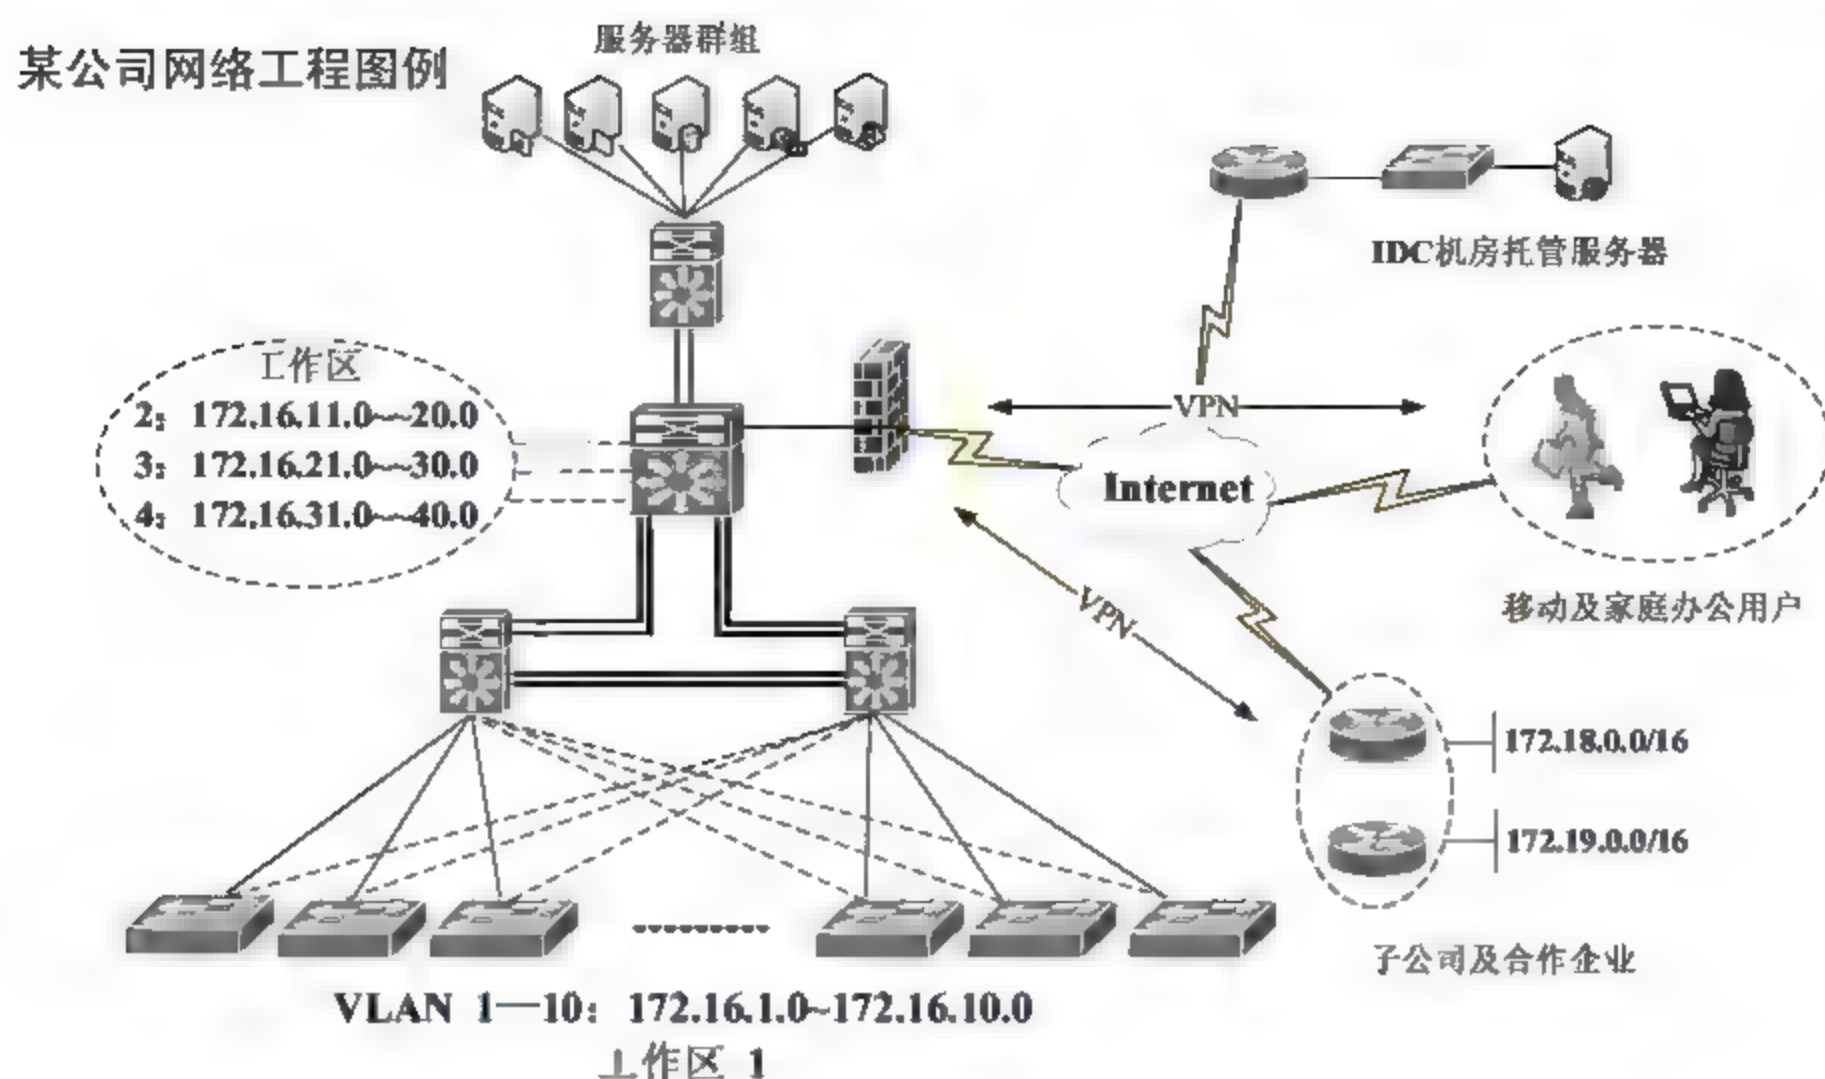 某公司网络工程图例
服务器群组
IDC机房托管服务器
工作区
2: 172.16.11.0~~20.0
3: 172.16.21.0~~30.0
4: 172.16.31.0~~40.0
VPN
Internet
移动及家庭办公用户
VPN
172.18.0.0/16
172.19.0.0/16
子公司及合作企业
VLAN 1—10: 172.16.1.0~172.16.10.0
工作区 1